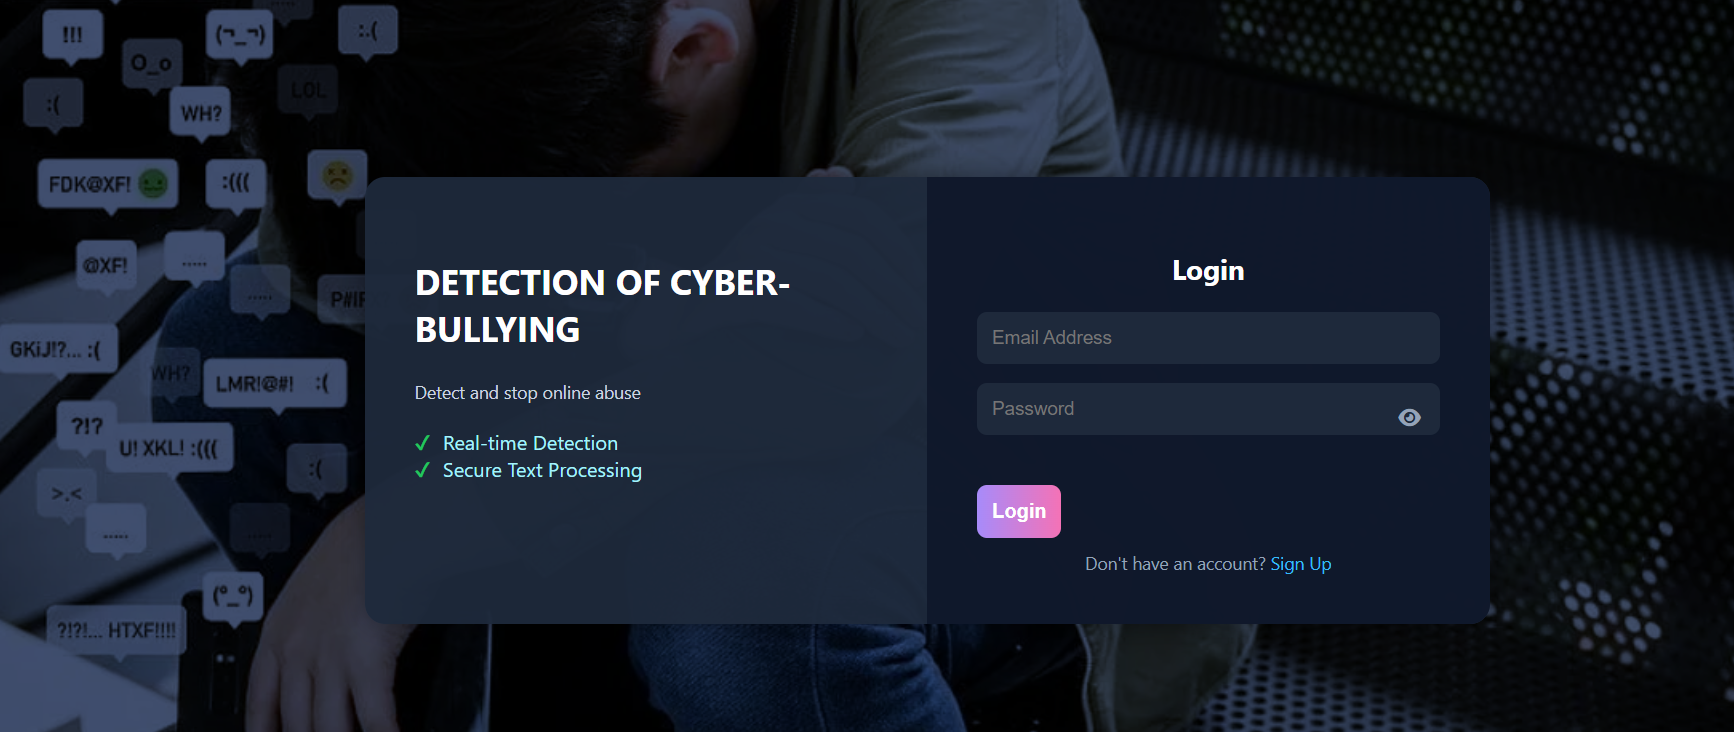 !!!
(¬_¬)
:.(
O_o
:(
LOL
WH?
FDK@XF!
:(((
@XF!
.....
.....
P#!F
GKiJ!?... :(
WH?
LMR!@#! :(
?!?
U! XKL! :(((
:(
>.<
.....
.....
(°_°)
?!?!... HTXF!!!!
DETECTION OF CYBER-
BULLYING
Detect and stop online abuse
✓ Real-time Detection
✓ Secure Text Processing
Login
Email Address
Password
Login
Don't have an account? Sign Up